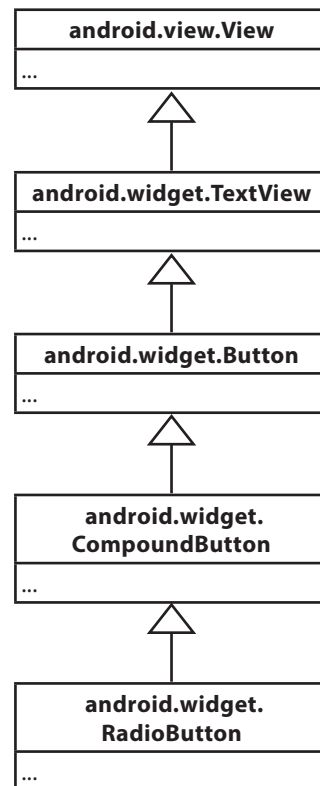 android.view.View
...
android.widget.TextView
...
android.widget.Button
...
android.widget.
CompoundButton
...
android.widget.
RadioButton
...